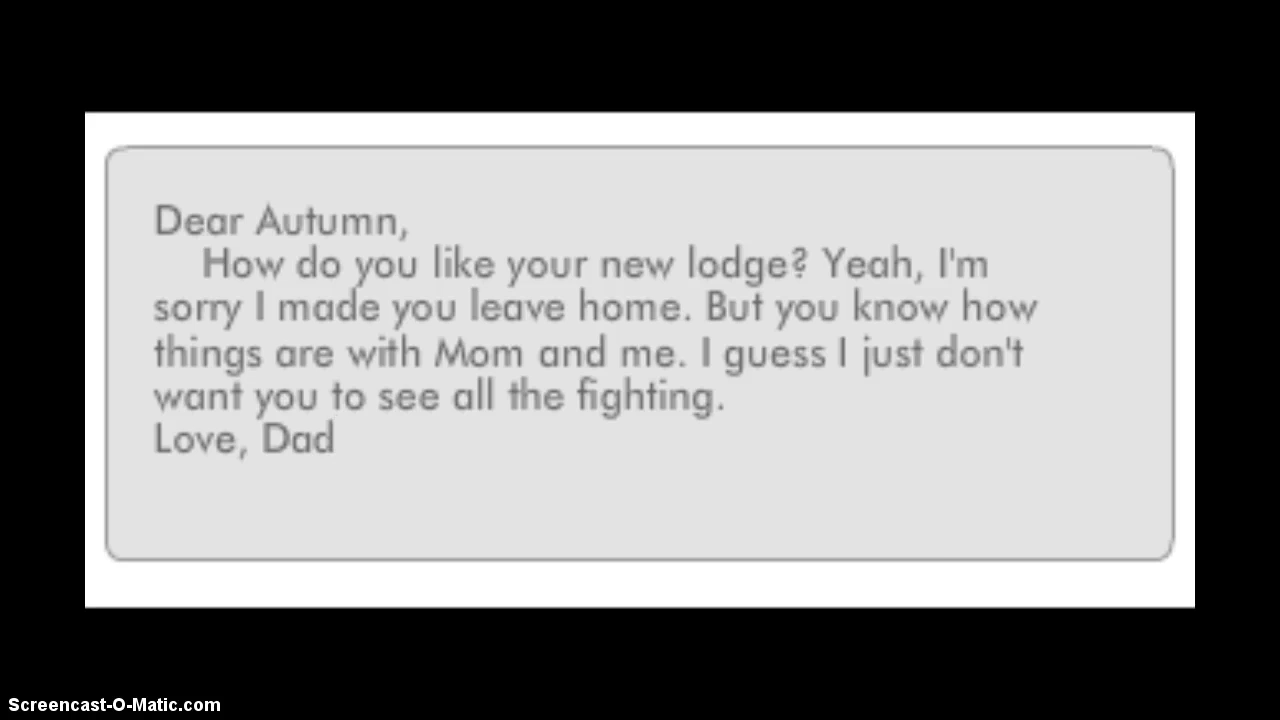 Dear Autumn,
How do you like your new lodge? Yeah, I'm
sorry I made you leave home. But you know how
things are with Mom and me. I guess I just don't
want you to see all the fighting.
Love, Dad
Screencast-O-Matic.com